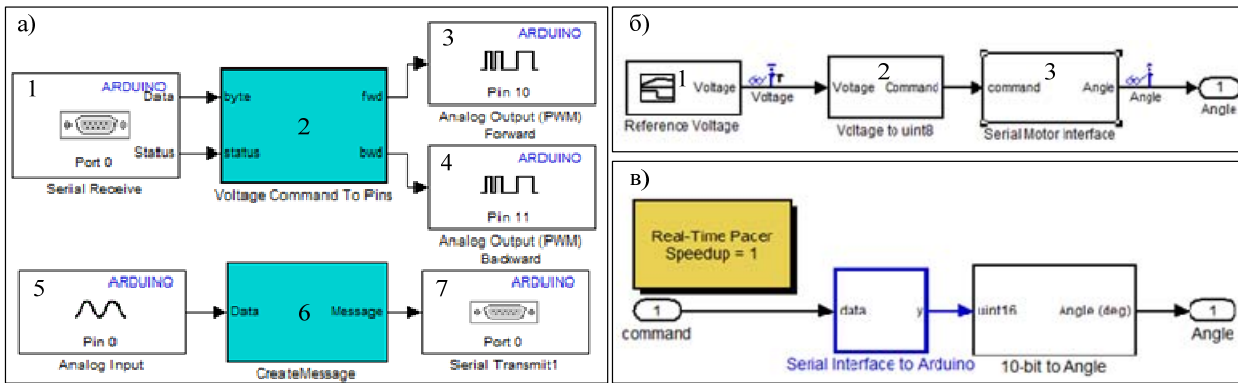 а)
1
ARDUINO
Data
Port 0
Status
Serial Receive
byte
fwd
2
status
bwd
Voltage Command To Pins
3
ARDUINO
Pin 10
Analog Output (PWM)
Forward
4
ARDUINO
Pin 11
Analog Output (PWM)
Backward
5
ARDUINO
Pin 0
Analog Input
Data
Message
6
CreateMessage
7
ARDUINO
Port 0
Serial Transmit1
б)
1
Voltage
Reference Voltage
Voltage
2
Voltage
Command
Voltage to uint8
3
command
Angle
Serial Motor Interface
Angle
1
Angle
в)
Real-Time Pacer
Speedup = 1
1
command
data
y
Serial Interface to Arduino
uint16
Angle (deg)
10-bit to Angle
1
Angle